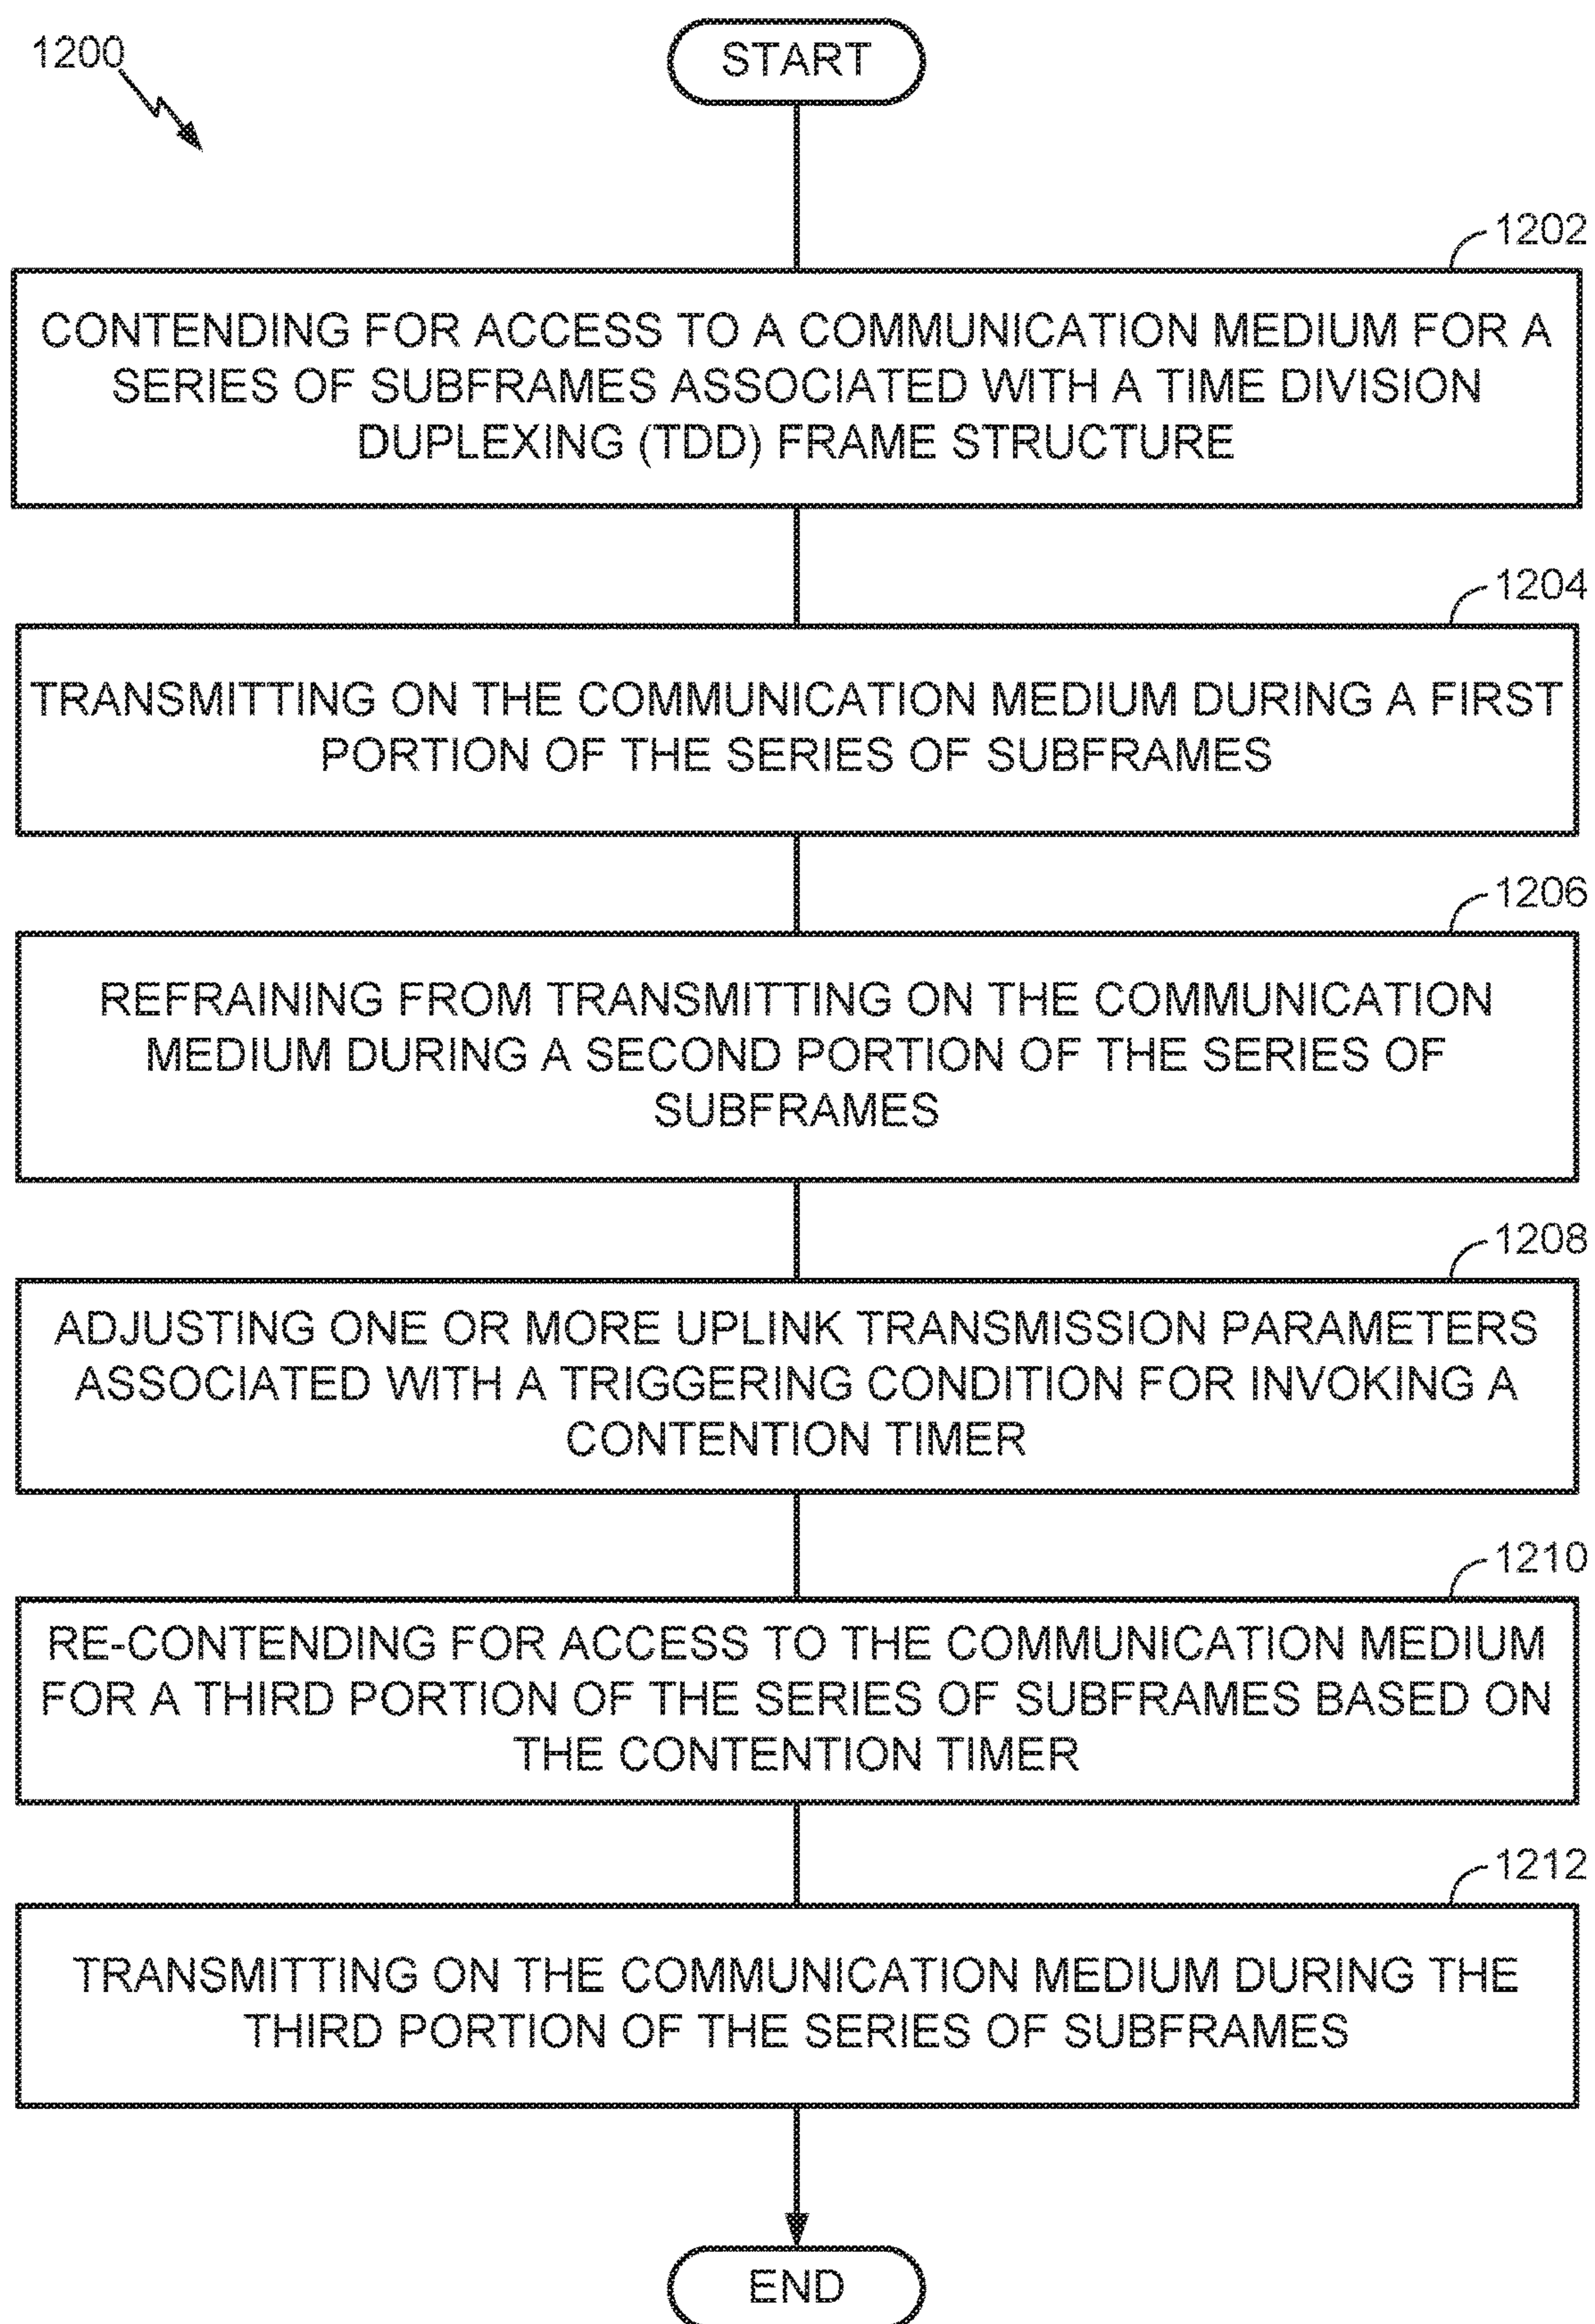 1200
START
1202
CONTENDING FOR ACCESS TO A COMMUNICATION MEDIUM FOR A
SERIES OF SUBFRAMES ASSOCIATED WITH A TIME DIVISION
DUPLEXING (TDD) FRAME STRUCTURE
1204
TRANSMITTING ON THE COMMUNICATION MEDIUM DURING A FIRST
PORTION OF THE SERIES OF SUBFRAMES
1206
REFRAINING FROM TRANSMITTING ON THE COMMUNICATION
MEDIUM DURING A SECOND PORTION OF THE SERIES OF
SUBFRAMES
1208
ADJUSTING ONE OR MORE UPLINK TRANSMISSION PARAMETERS
ASSOCIATED WITH A TRIGGERING CONDITION FOR INVOKING A
CONTENTION TIMER
1210
RE-CONTENDING FOR ACCESS TO THE COMMUNICATION MEDIUM
FOR A THIRD PORTION OF THE SERIES OF SUBFRAMES BASED ON
THE CONTENTION TIMER
1212
TRANSMITTING ON THE COMMUNICATION MEDIUM DURING THE
THIRD PORTION OF THE SERIES OF SUBFRAMES
END